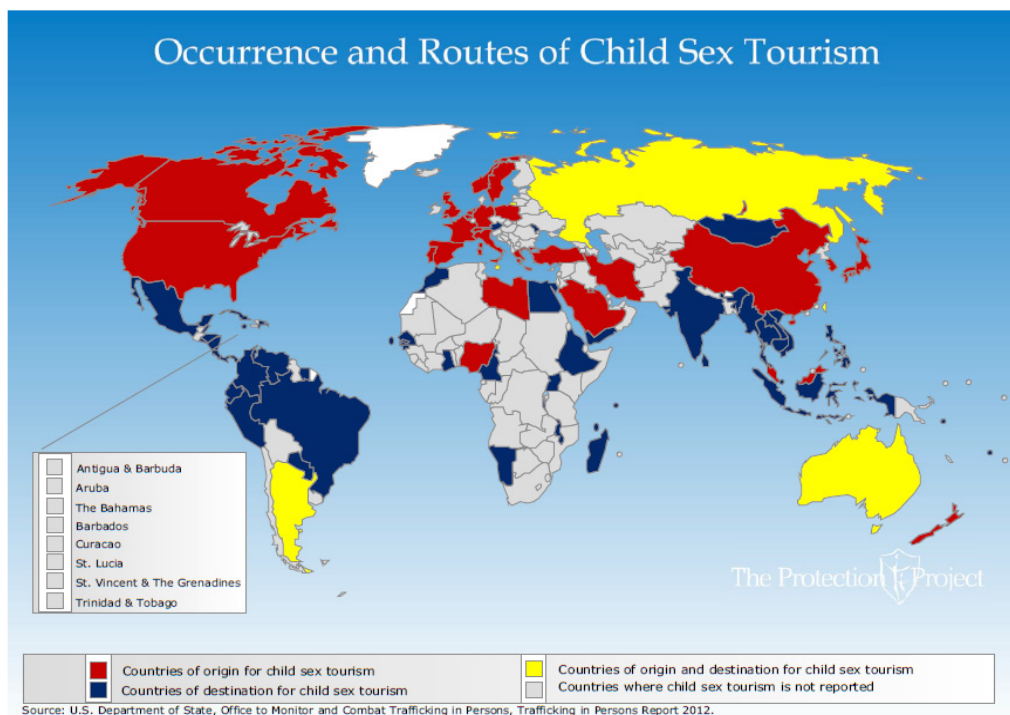 Occurrence and Routes of Child Sex Tourism
Antigua & Barbuda
Aruba
The Bahamas
Barbados
Curacao
St. Lucia
St. Vincent & The Grenadines
Trinidad & Tobago
The Protection Project
Countries of origin for child sex tourism
Countries of destination for child sex tourism
Countries of origin and destination for child sex tourism
Countries where child sex tourism is not reported
Source: U.S. Department of State, Office to Monitor and Combat Trafficking in Persons, Trafficking in Persons Report 2012.